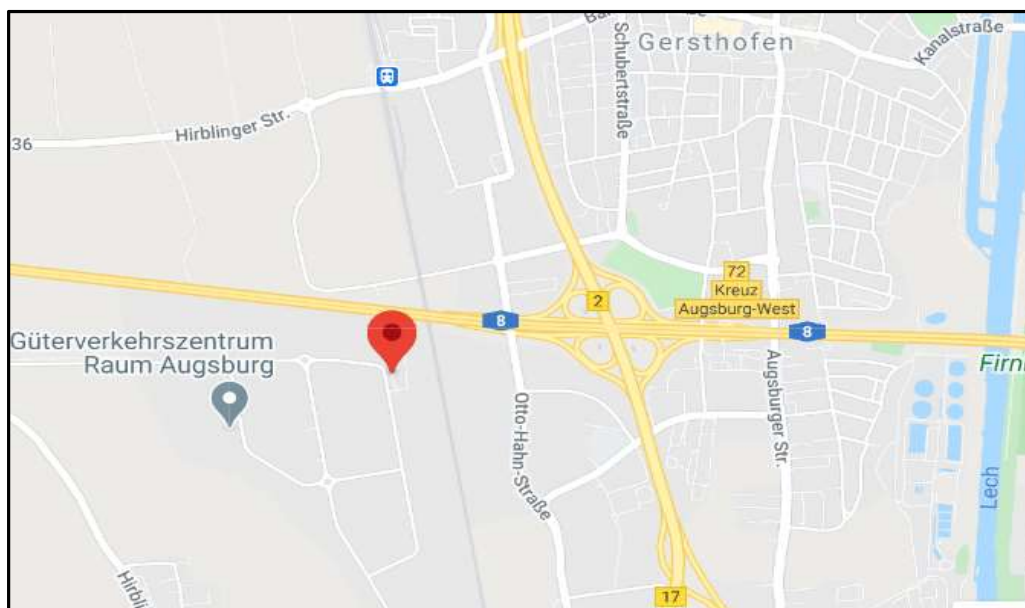 Gersthofen
Kanalstraße
Schubertstraße
Hirblinger Str.
36
72
Kreuz
Augsburg-West
2
8
8
Güterverkehrszentrum
Raum Augsburg
Augsburger Str.
Otto-Hahn-Straße
Lech
17